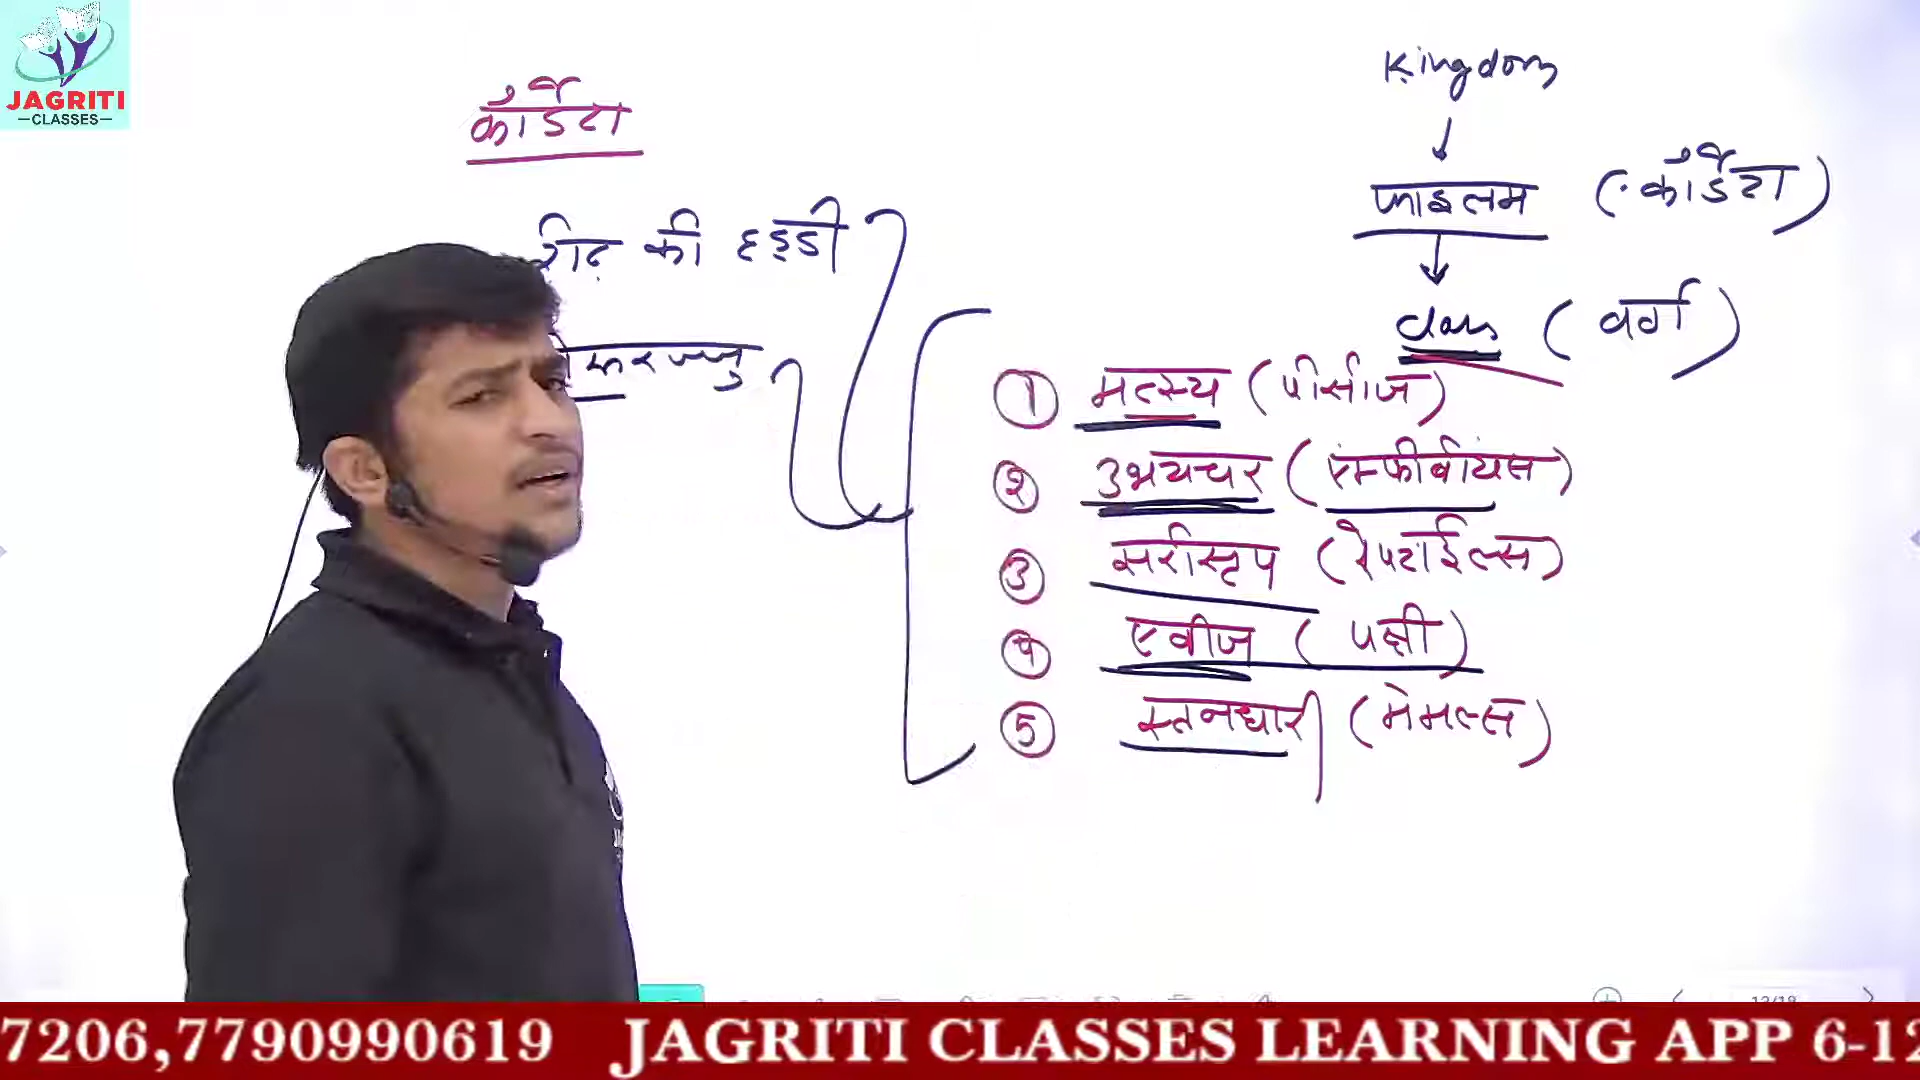 JAGRITI
—CLASSES—
कॉर्डेटा
रीढ़ की हड्डी
Kingdom
फाइलम (कॉर्डेटा)
class (वर्ग)
① मत्स्य (पीसीज)
② उभयचर (एम्फीबीयंस)
③ सरीसृप (रेप्टाईल्स)
④ एवीज (पक्षी)
⑤ स्तनधारी (मेमल्स)
7206,7790990619 JAGRITI CLASSES LEARNING APP 6-12